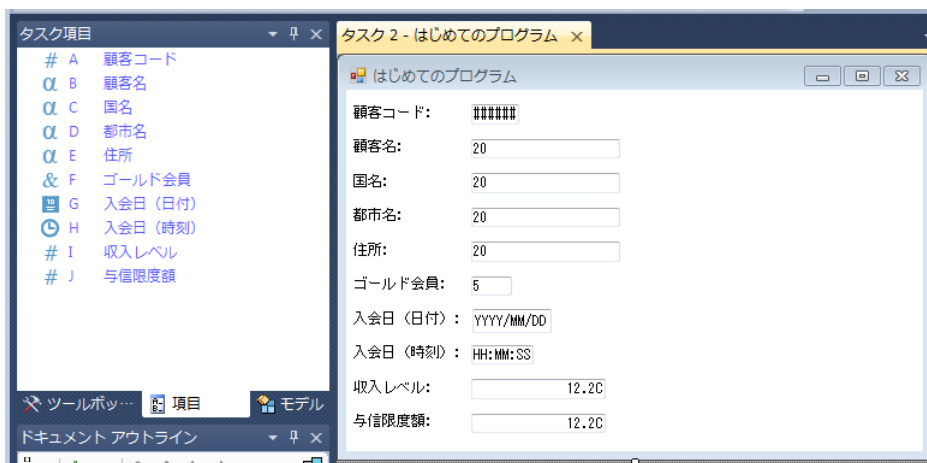 タスク項目
# A 顧客コード
α B 顧客名
α C 国名
α D 都市名
α E 住所
& F ゴールド会員
G 入会日（日付）
H 入会日（時刻）
# I 収入レベル
# J 与信限度額
ツールボッ… 項目 モデル
ドキュメント アウトライン
タスク 2 - はじめてのプログラム
はじめてのプログラム
顧客コード: ######
顧客名: 20
国名: 20
都市名: 20
住所: 20
ゴールド会員: 5
入会日（日付）: YYYY/MM/DD
入会日（時刻）: HH:MM:SS
収入レベル: 12.2C
与信限度額: 12.2C